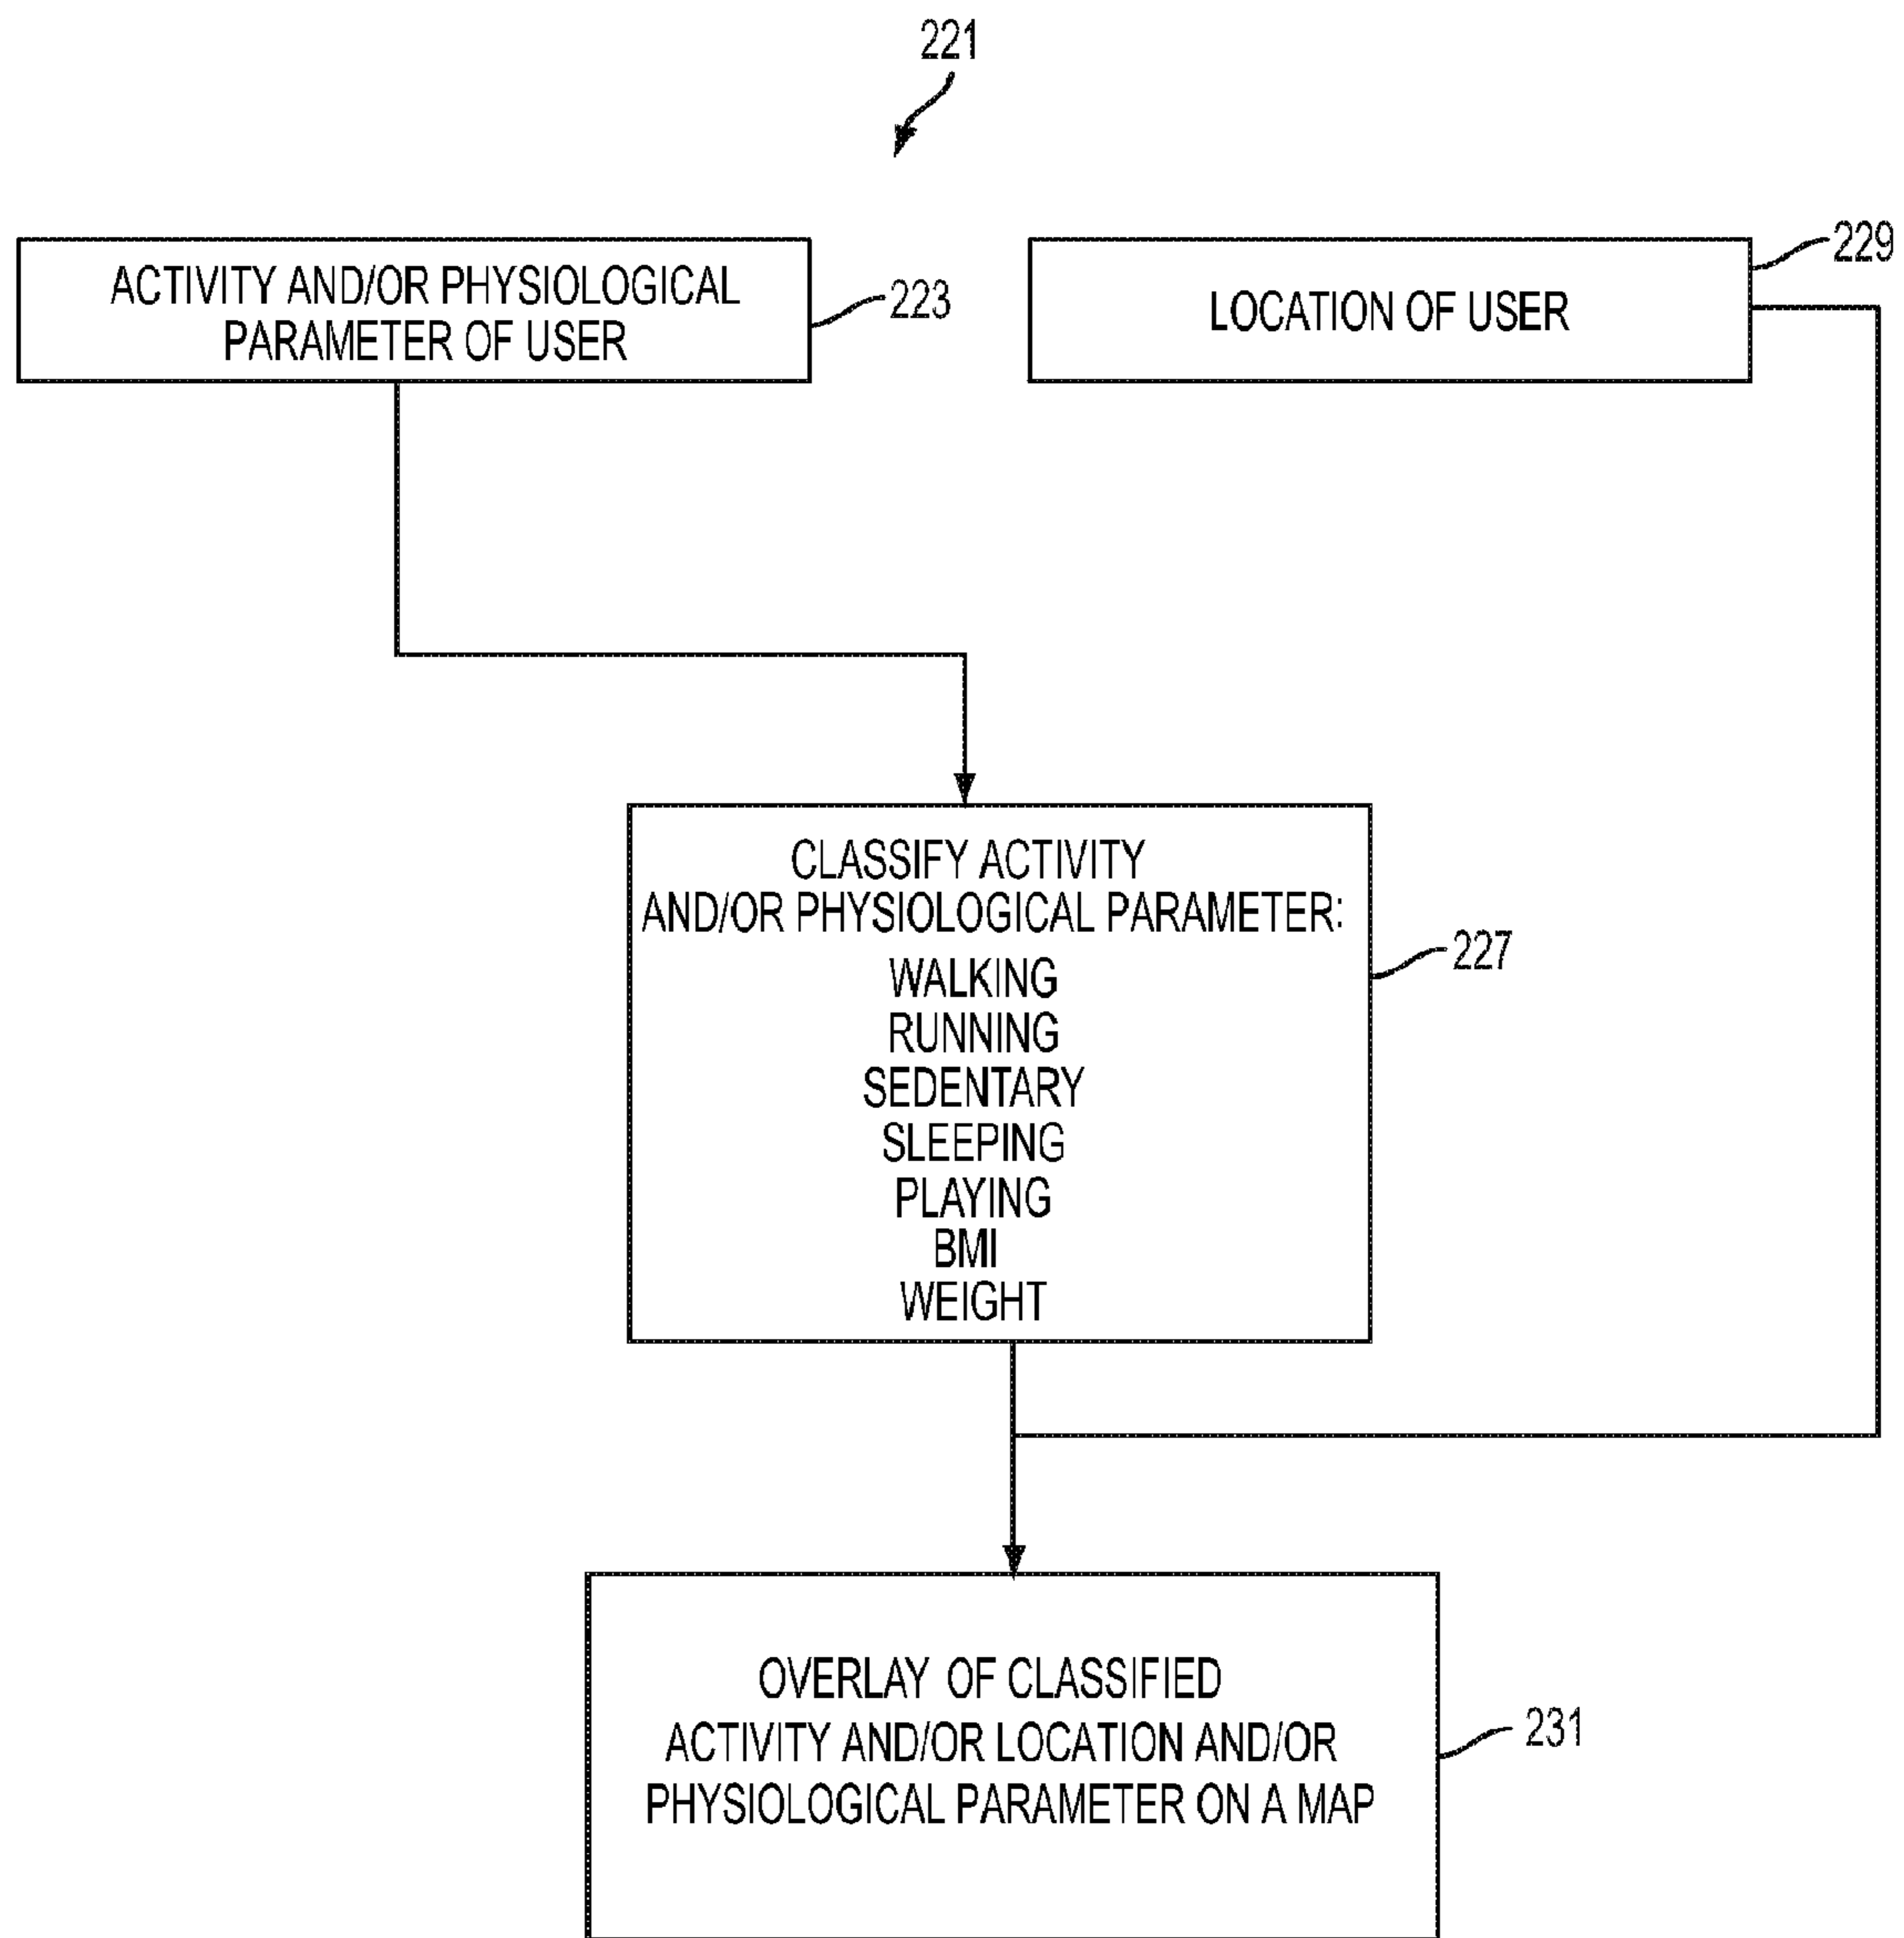 221
ACTIVITY AND/OR PHYSIOLOGICAL
PARAMETER OF USER
223
LOCATION OF USER
229
CLASSIFY ACTIVITY
AND/OR PHYSIOLOGICAL PARAMETER:
WALKING
RUNNING
SEDENTARY
SLEEPING
PLAYING
BMI
WEIGHT
227
OVERLAY OF CLASSIFIED
ACTIVITY AND/OR LOCATION AND/OR
PHYSIOLOGICAL PARAMETER ON A MAP
231